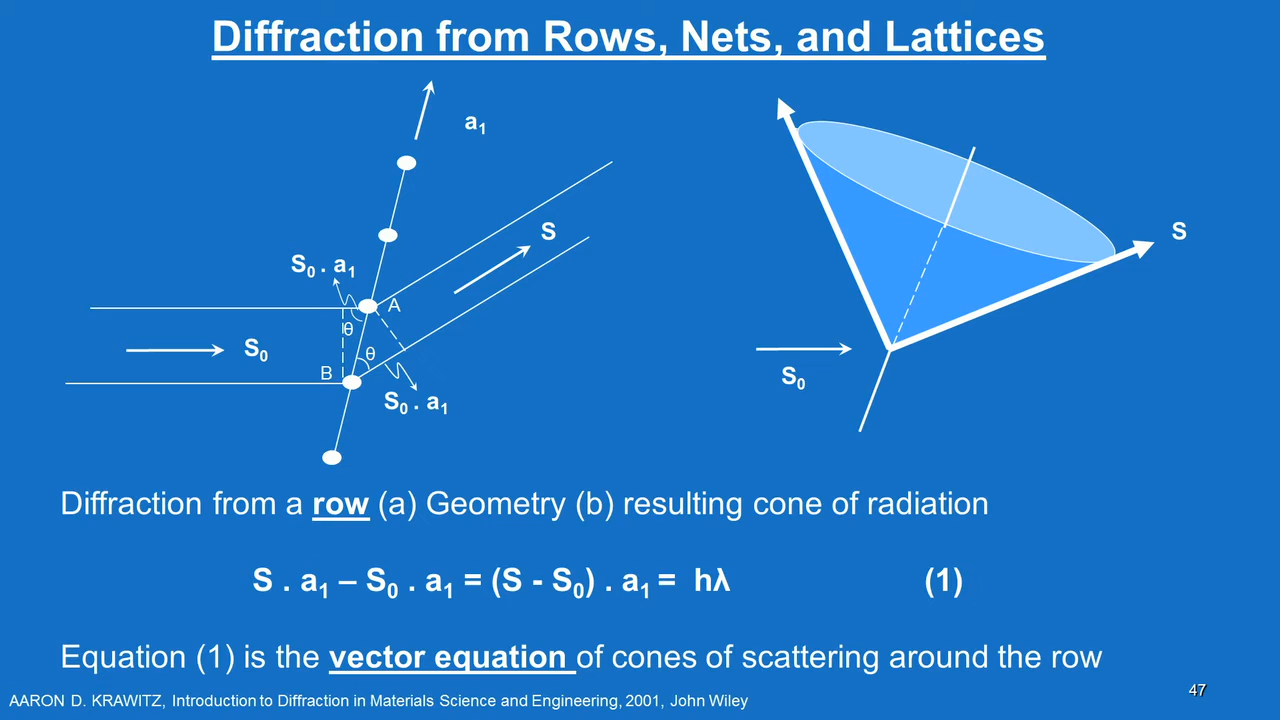 Diffraction from Rows, Nets, and Lattices
a₁
S
S₀ . a₁
A
θ
S₀
θ
B
S₀ . a₁
S
S₀
Diffraction from a row (a) Geometry (b) resulting cone of radiation
S . a₁ – S₀ . a₁ = (S - S₀) . a₁ = hλ (1)
Equation (1) is the vector equation of cones of scattering around the row
AARON D. KRAWITZ, Introduction to Diffraction in Materials Science and Engineering, 2001, John Wiley
47